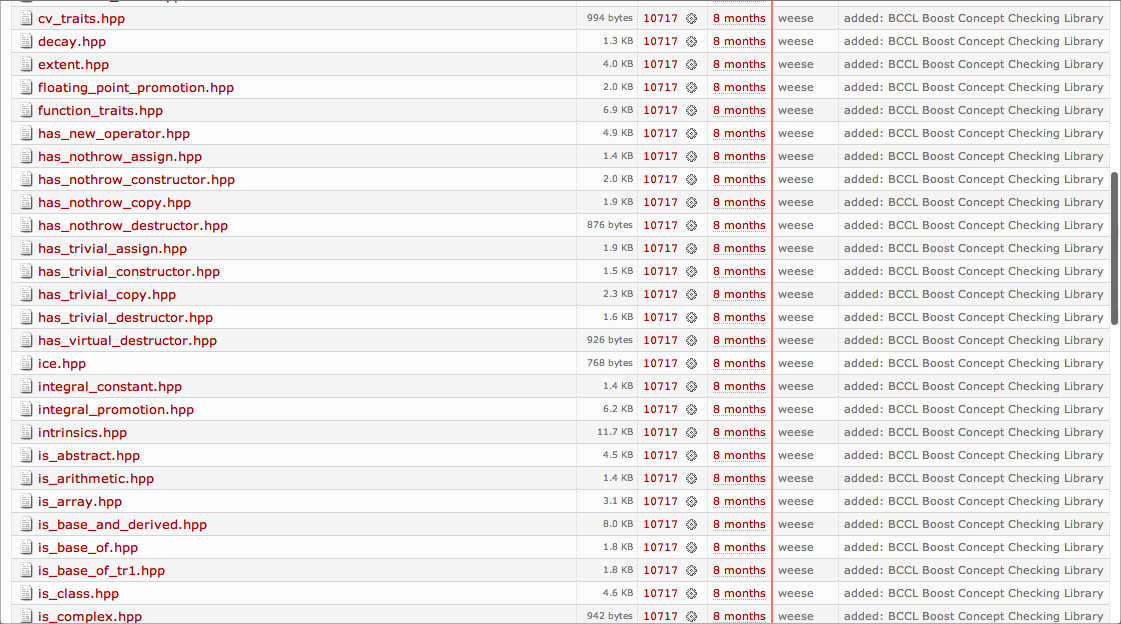 cv_traits.hpp 994 bytes 10717 8 months weese added: BCCL Boost Concept Checking Library
decay.hpp 1.3 KB 10717 8 months weese added: BCCL Boost Concept Checking Library
extent.hpp 4.0 KB 10717 8 months weese added: BCCL Boost Concept Checking Library
floating_point_promotion.hpp 2.0 KB 10717 8 months weese added: BCCL Boost Concept Checking Library
function_traits.hpp 6.9 KB 10717 8 months weese added: BCCL Boost Concept Checking Library
has_new_operator.hpp 4.9 KB 10717 8 months weese added: BCCL Boost Concept Checking Library
has_nothrow_assign.hpp 1.4 KB 10717 8 months weese added: BCCL Boost Concept Checking Library
has_nothrow_constructor.hpp 2.0 KB 10717 8 months weese added: BCCL Boost Concept Checking Library
has_nothrow_copy.hpp 1.9 KB 10717 8 months weese added: BCCL Boost Concept Checking Library
has_nothrow_destructor.hpp 876 bytes 10717 8 months weese added: BCCL Boost Concept Checking Library
has_trivial_assign.hpp 1.9 KB 10717 8 months weese added: BCCL Boost Concept Checking Library
has_trivial_constructor.hpp 1.5 KB 10717 8 months weese added: BCCL Boost Concept Checking Library
has_trivial_copy.hpp 2.3 KB 10717 8 months weese added: BCCL Boost Concept Checking Library
has_trivial_destructor.hpp 1.6 KB 10717 8 months weese added: BCCL Boost Concept Checking Library
has_virtual_destructor.hpp 926 bytes 10717 8 months weese added: BCCL Boost Concept Checking Library
ice.hpp 768 bytes 10717 8 months weese added: BCCL Boost Concept Checking Library
integral_constant.hpp 1.4 KB 10717 8 months weese added: BCCL Boost Concept Checking Library
integral_promotion.hpp 6.2 KB 10717 8 months weese added: BCCL Boost Concept Checking Library
intrinsics.hpp 11.7 KB 10717 8 months weese added: BCCL Boost Concept Checking Library
is_abstract.hpp 4.5 KB 10717 8 months weese added: BCCL Boost Concept Checking Library
is_arithmetic.hpp 1.4 KB 10717 8 months weese added: BCCL Boost Concept Checking Library
is_array.hpp 3.1 KB 10717 8 months weese added: BCCL Boost Concept Checking Library
is_base_and_derived.hpp 8.0 KB 10717 8 months weese added: BCCL Boost Concept Checking Library
is_base_of.hpp 1.8 KB 10717 8 months weese added: BCCL Boost Concept Checking Library
is_base_of_tr1.hpp 1.8 KB 10717 8 months weese added: BCCL Boost Concept Checking Library
is_class.hpp 4.6 KB 10717 8 months weese added: BCCL Boost Concept Checking Library
is_complex.hpp 942 bytes 10717 8 months weese added: BCCL Boost Concept Checking Library